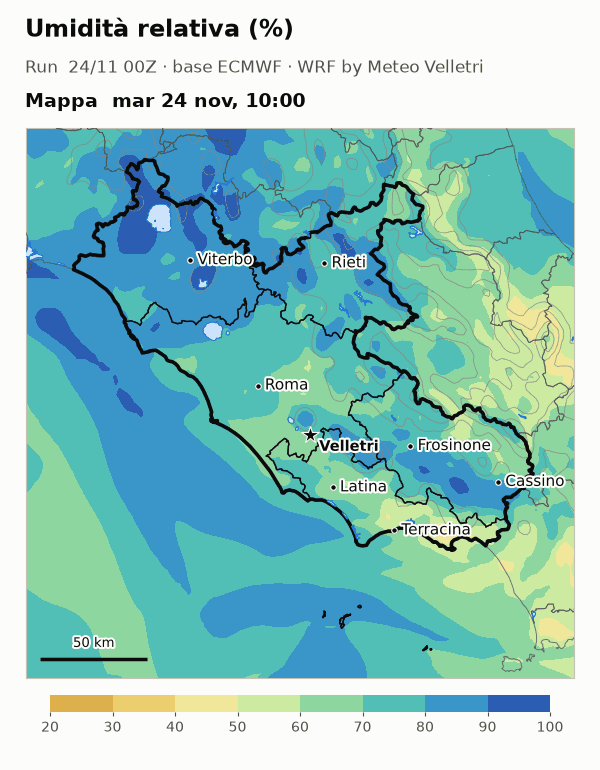 Umidità relativa (%)
Run  24/11 00Z · base ECMWF · WRF by Meteo Velletri
Mappa  mar 24 nov, 10:00
Viterbo
Rieti
Roma
Velletri
Frosinone
Cassino
Latina
Terracina
50 km
20 30 40 50 60 70 80 90 100